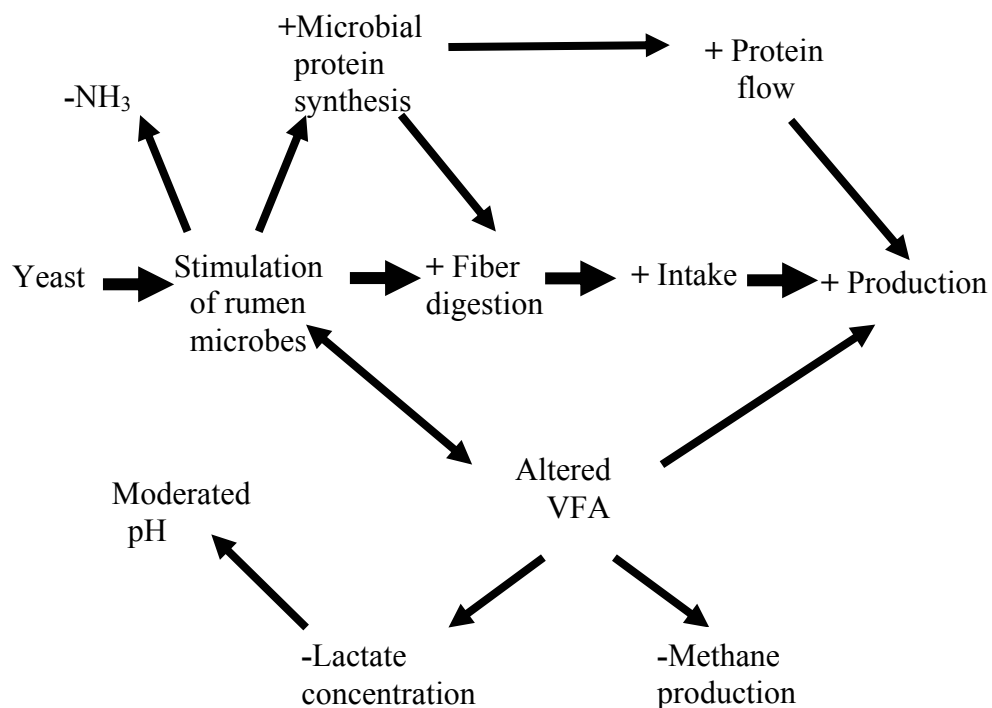 +Microbial
protein
synthesis
+ Protein
flow
-NH₃
Yeast
Stimulation
of rumen
microbes
+ Fiber
digestion
+ Intake
+ Production
Altered
VFA
Moderated
pH
-Lactate
concentration
-Methane
production